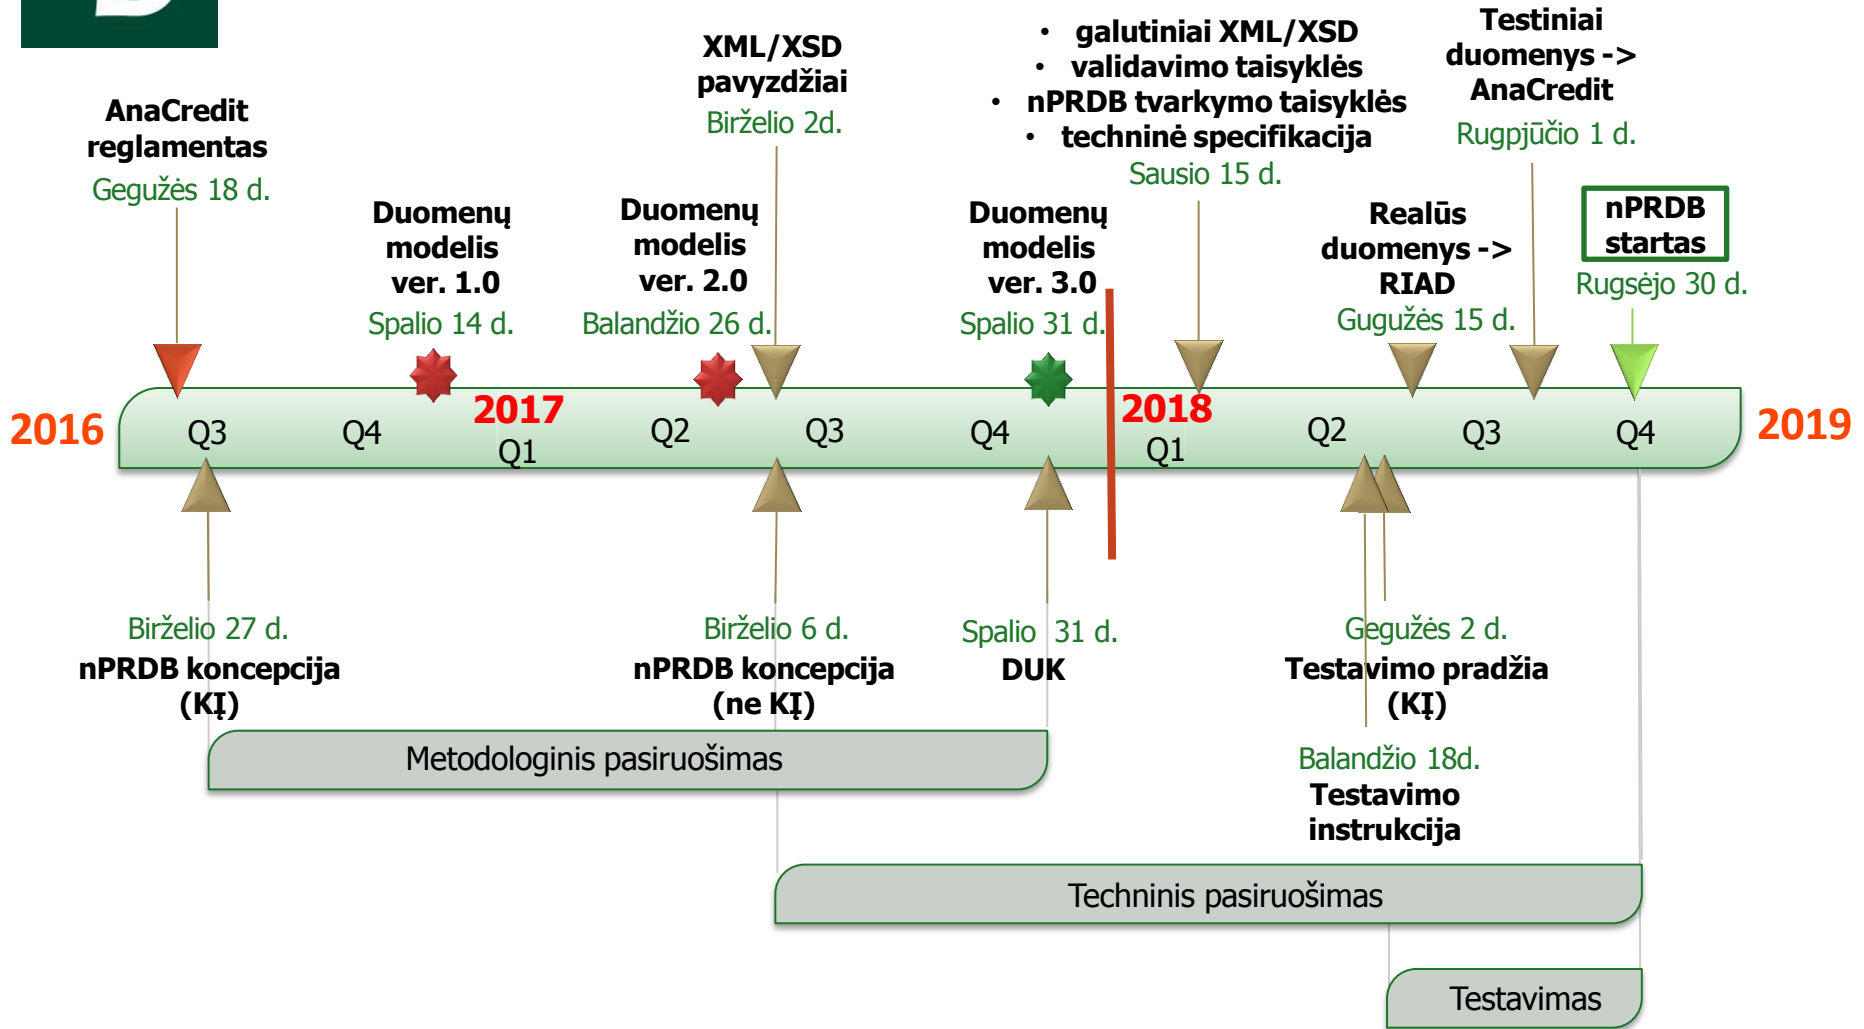 AnaCredit
reglamentas
Gegužės 18 d.
Duomenų
modelis
ver. 1.0
Spalio 14 d.
Duomenų
modelis
ver. 2.0
Balandžio 26 d.
XML/XSD
pavyzdžiai
Birželio 2d.
Duomenų
modelis
ver. 3.0
Spalio 31 d.
• galutiniai XML/XSD
• validavimo taisyklės
• nPRDB tvarkymo taisyklės
• techninė specifikacija
Sausio 15 d.
Realūs
duomenys ->
RIAD
Gugužės 15 d.
Testiniai
duomenys ->
AnaCredit
Rugpjūčio 1 d.
nPRDB
startas
Rugsėjo 30 d.
2016
Q3
Q4
2017
Q1
Q2
Q3
Q4
2018
Q1
Q2
Q3
Q4
2019
Birželio 27 d.
nPRDB koncepcija
(KĮ)
Birželio 6 d.
nPRDB koncepcija
(ne KĮ)
Spalio 31 d.
DUK
Gegužės 2 d.
Testavimo pradžia
(KĮ)
Balandžio 18d.
Testavimo
instrukcija
Metodologinis pasiruošimas
Techninis pasiruošimas
Testavimas